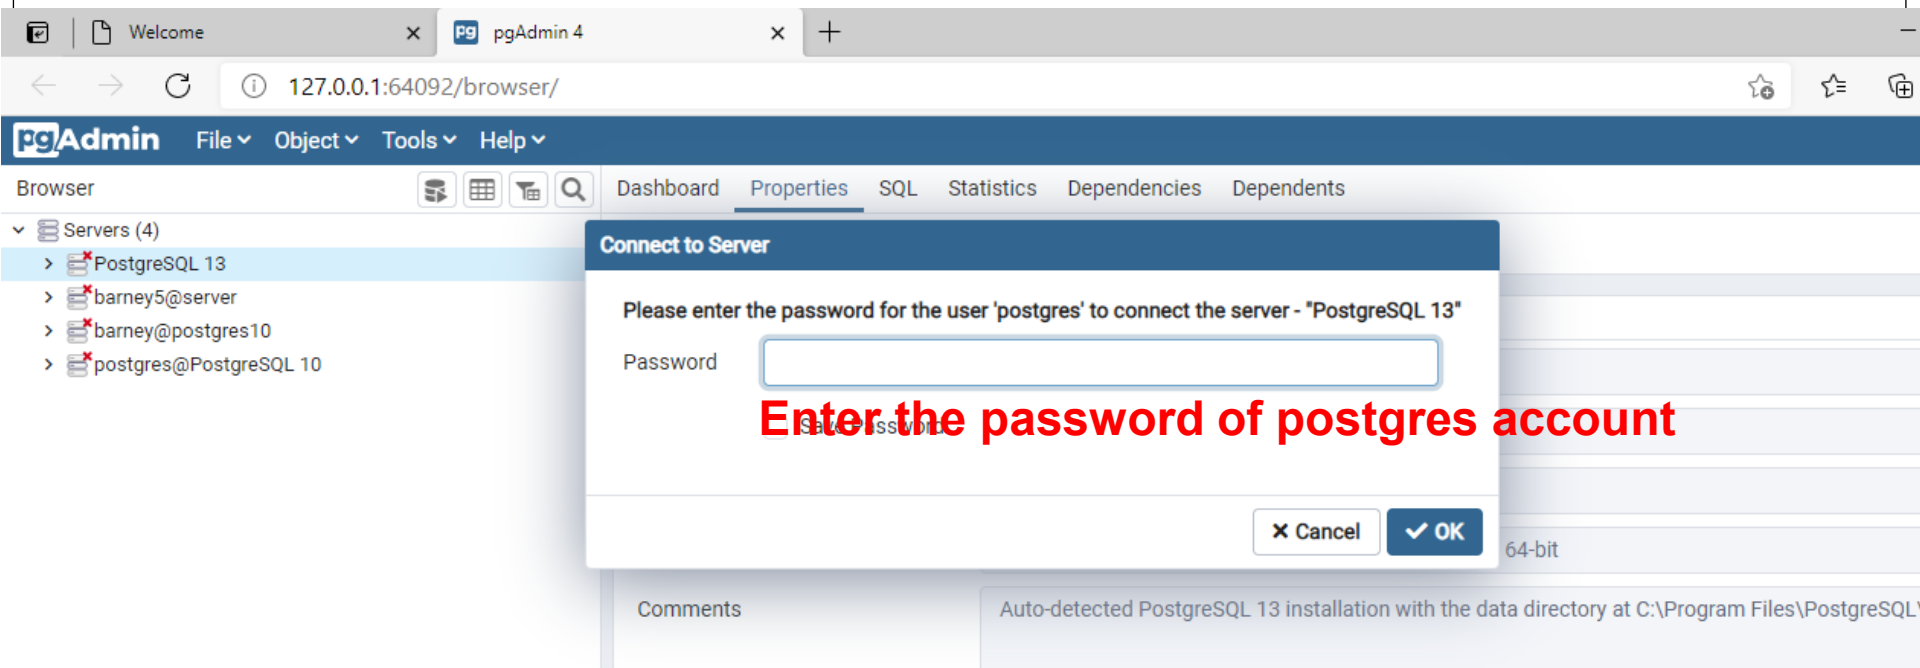 Welcome
pgAdmin 4
127.0.0.1:64092/browser/
pgAdmin File Object Tools Help
Browser
Dashboard Properties SQL Statistics Dependencies Dependents
Servers (4)
PostgreSQL 13
barney5@server
barney@postgres10
postgres@PostgreSQL 10
Connect to Server
Please enter the password for the user 'postgres' to connect the server - "PostgreSQL 13"
Password
Enter the password of postgres account
Save Password
Cancel OK
64-bit
Comments
Auto-detected PostgreSQL 13 installation with the data directory at C:\Program Files\PostgreSQL\